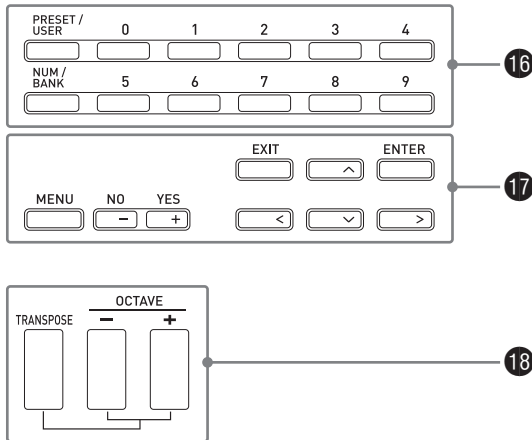 PRESET /
USER 0 1 2 3 4
NUM /
BANK 5 6 7 8 9
16
EXIT ENTER
MENU NO YES
- +
17
OCTAVE
TRANSPOSE - +
18